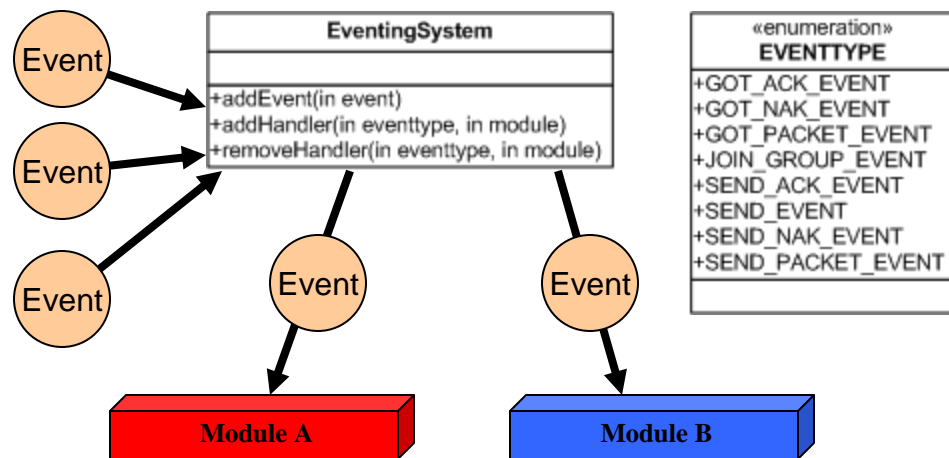 Event
EventingSystem
+addEvent(in event)
+addHandler(in eventtype, in module)
+removeHandler(in eventtype, in module)
«enumeration»
EVENTTYPE
+GOT_ACK_EVENT
+GOT_NAK_EVENT
+GOT_PACKET_EVENT
+JOIN_GROUP_EVENT
+SEND_ACK_EVENT
+SEND_EVENT
+SEND_NAK_EVENT
+SEND_PACKET_EVENT
Event
Event
Event
Event
Module A
Module B